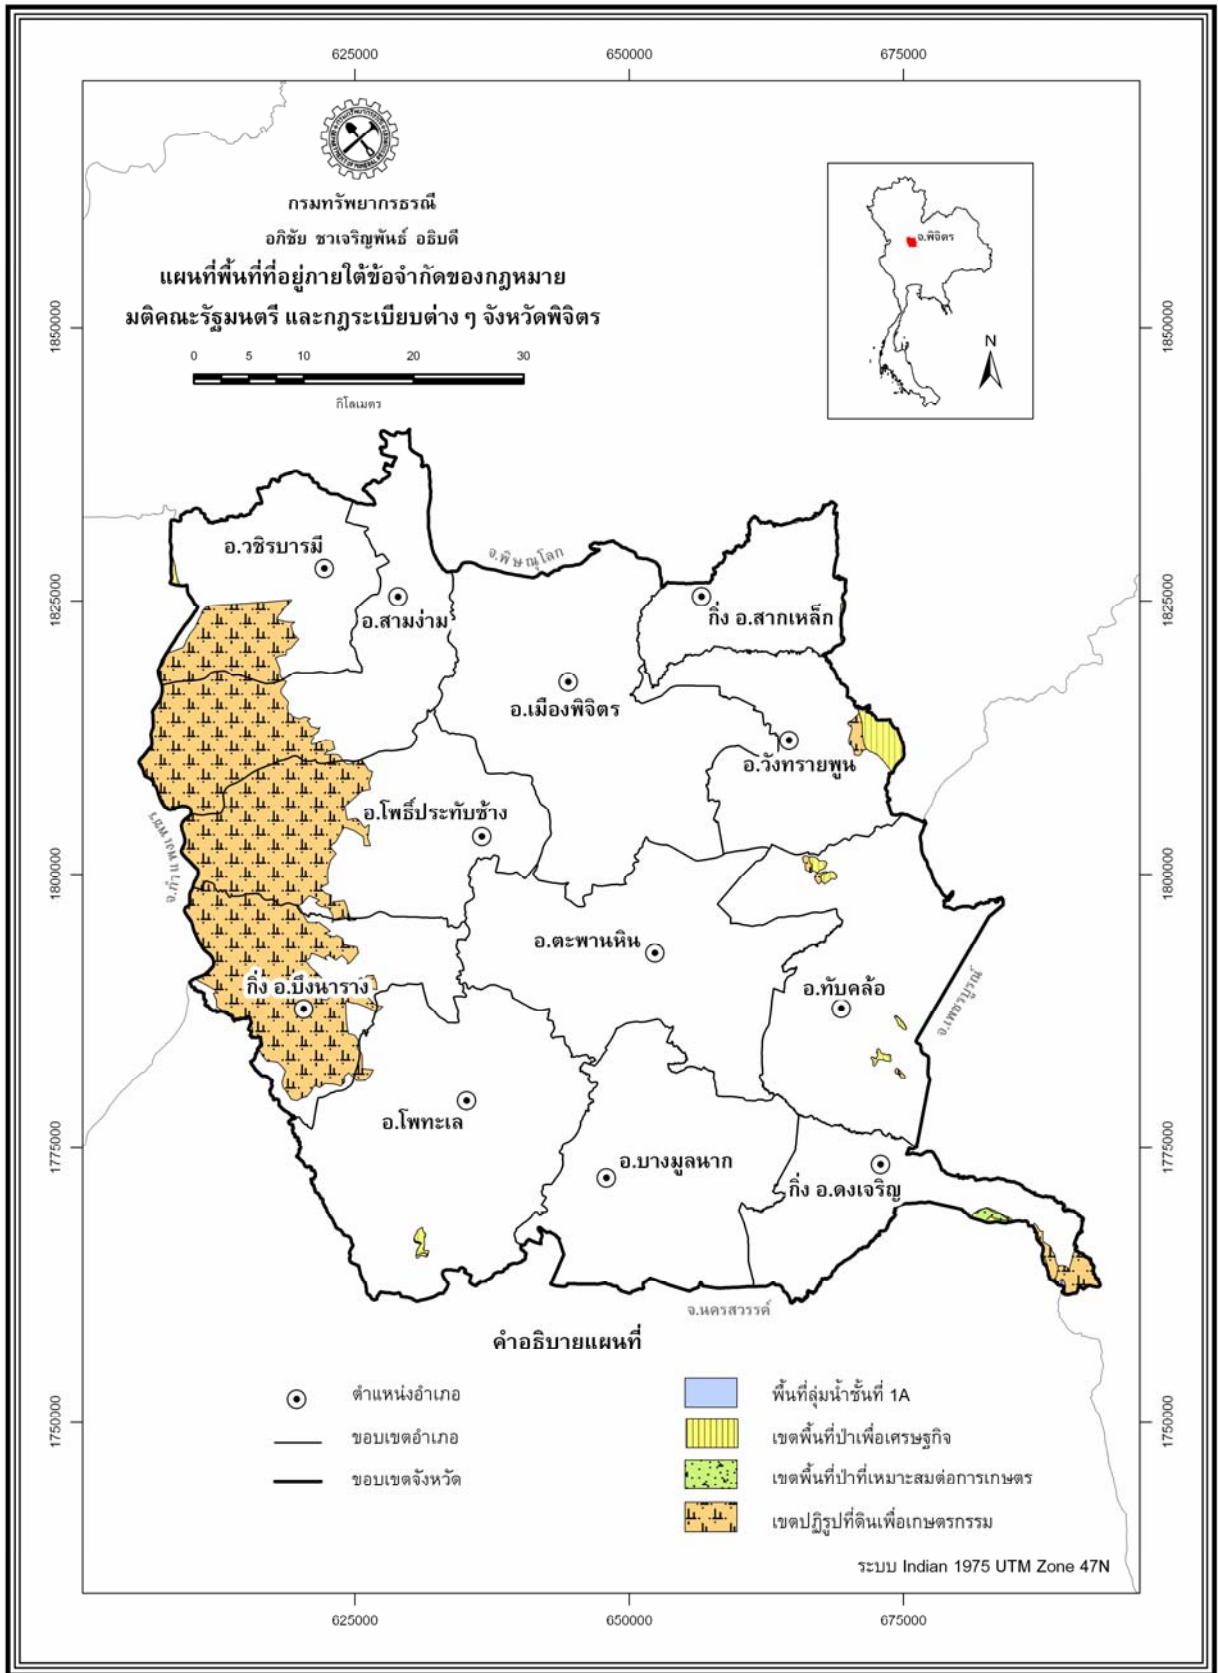 625000 650000 675000
กรมทรัพยากรธรณี
อภิชัย ชวเจริญพันธ์ อธิบดี
แผนที่พื้นที่ที่อยู่ภายใต้ข้อจำกัดของกฎหมาย
มติคณะรัฐมนตรี และกฎระเบียบต่าง ๆ จังหวัดพิจิตร
0 5 10 20 30
กิโลเมตร
จ.พิจิตร
N
1850000 1850000
อ.วชิรบารมี
จ.พิษณุโลก
1825000 1825000
อ.สามง่าม
กิ่ง อ.สากเหล็ก
อ.เมืองพิจิตร
อ.วังทรายพูน
อ.โพธิ์ประทับช้าง
จ.กำแพงเพชร
1800000 1800000
อ.ตะพานหิน
กิ่ง อ.บึงนาราง
อ.ทับคล้อ
จ.เพชรบูรณ์
อ.โพทะเล
1775000 1775000
อ.บางมูลนาก
กิ่ง อ.ดงเจริญ
จ.นครสวรรค์
คำอธิบายแผนที่
ตำแหน่งอำเภอ
ขอบเขตอำเภอ
ขอบเขตจังหวัด
พื้นที่ลุ่มน้ำชั้นที่ 1A
เขตพื้นที่ป่าเพื่อเศรษฐกิจ
เขตพื้นที่ป่าที่เหมาะสมต่อการเกษตร
เขตปฏิรูปที่ดินเพื่อเกษตรกรรม
1750000 1750000
ระบบ Indian 1975 UTM Zone 47N
625000 650000 675000